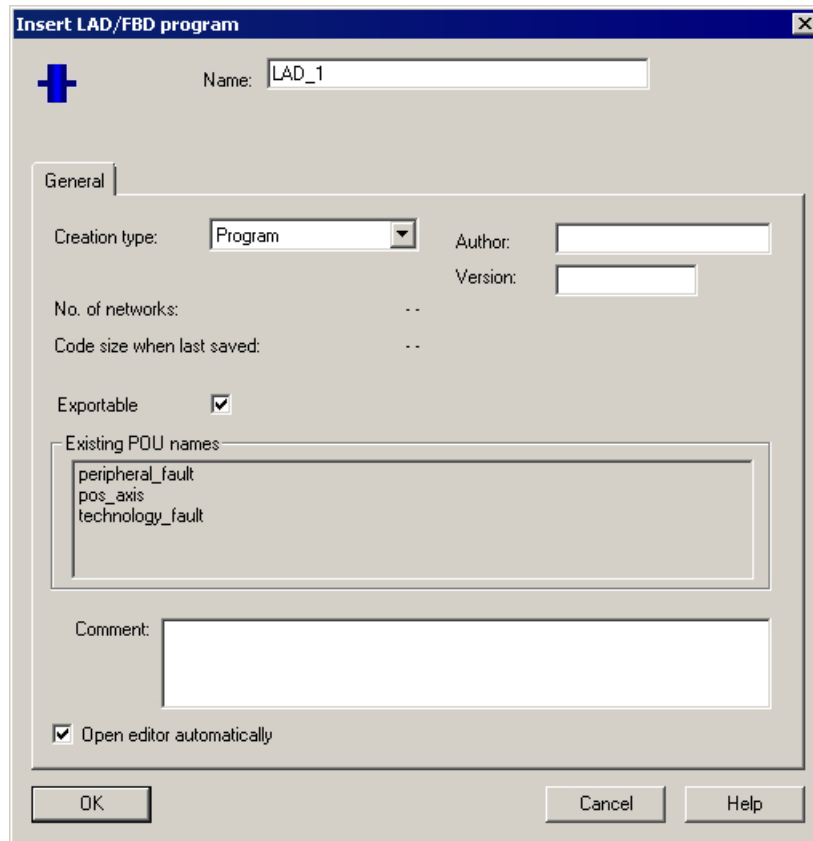 Insert LAD/FBD program
Name: LAD_1
General
Creation type: Program
Author:
Version:
No. of networks: - -
Code size when last saved: - -
Exportable
Existing POU names
peripheral_fault
pos_axis
technology_fault
Comment:
Open editor automatically
OK Cancel Help